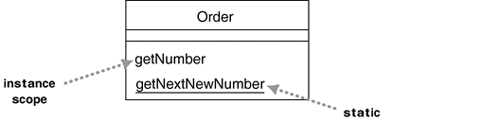 Order
getNumber
instance
scope
getNextNewNumber
static